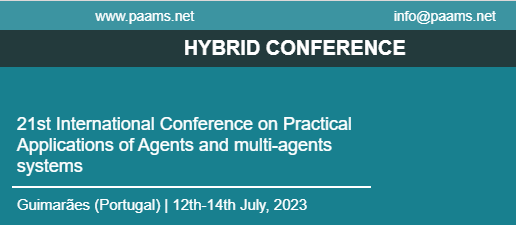 www.paams.net info@paams.net
HYBRID CONFERENCE
21st International Conference on Practical
Applications of Agents and multi-agents
systems
Guimarães (Portugal) | 12th-14th July, 2023